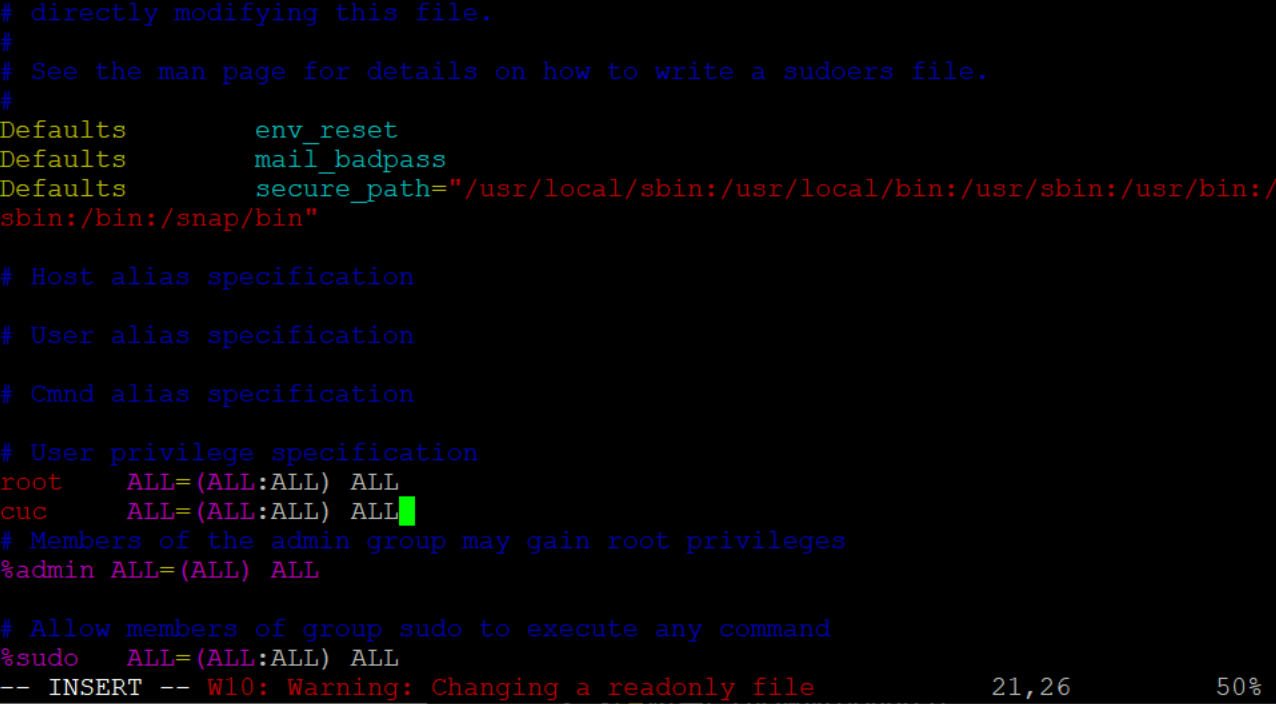 # directly modifying this file.
#
# See the man page for details on how to write a sudoers file.
#
Defaults        env_reset
Defaults        mail_badpass
Defaults        secure_path="/usr/local/sbin:/usr/local/bin:/usr/sbin:/usr/bin:/
sbin:/bin:/snap/bin"
# Host alias specification
# User alias specification
# Cmnd alias specification
# User privilege specification
root    ALL=(ALL:ALL) ALL
cuc     ALL=(ALL:ALL) ALL
# Members of the admin group may gain root privileges
%admin ALL=(ALL) ALL
# Allow members of group sudo to execute any command
%sudo   ALL=(ALL:ALL) ALL
-- INSERT -- W10: Warning: Changing a readonly file           21,26         50%